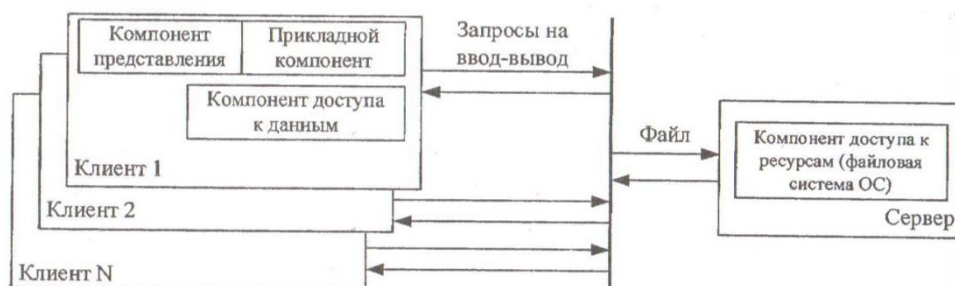 Компонент
представления
Прикладной
компонент
Запросы на
ввод-вывод
Компонент доступа
к данным
Клиент 1
Файл
Компонент доступа к
ресурсам (файловая
система ОС)
Сервер
Клиент 2
Клиент N